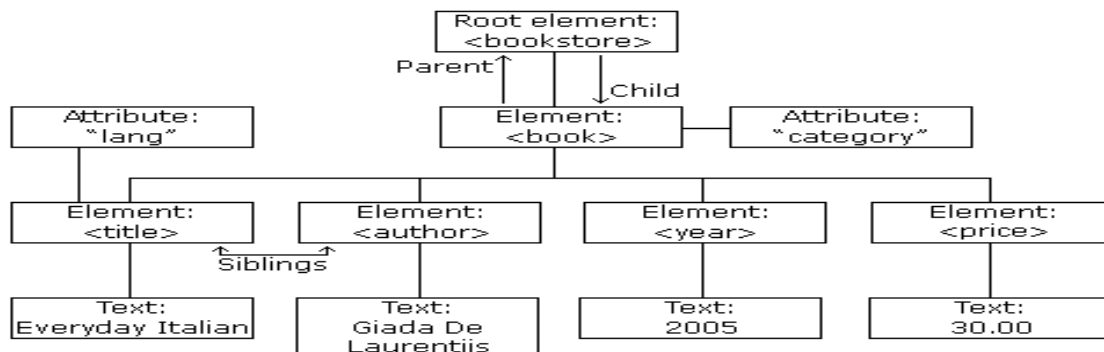 Root element:
<bookstore>
Parent
Child
Attribute:
"lang"
Element:
<book>
Attribute:
"category"
Element:
<title>
Element:
<author>
Element:
<year>
Element:
<price>
Siblings
Text:
Everyday Italian
Text:
Giada De
Laurentiis
Text:
2005
Text:
30.00